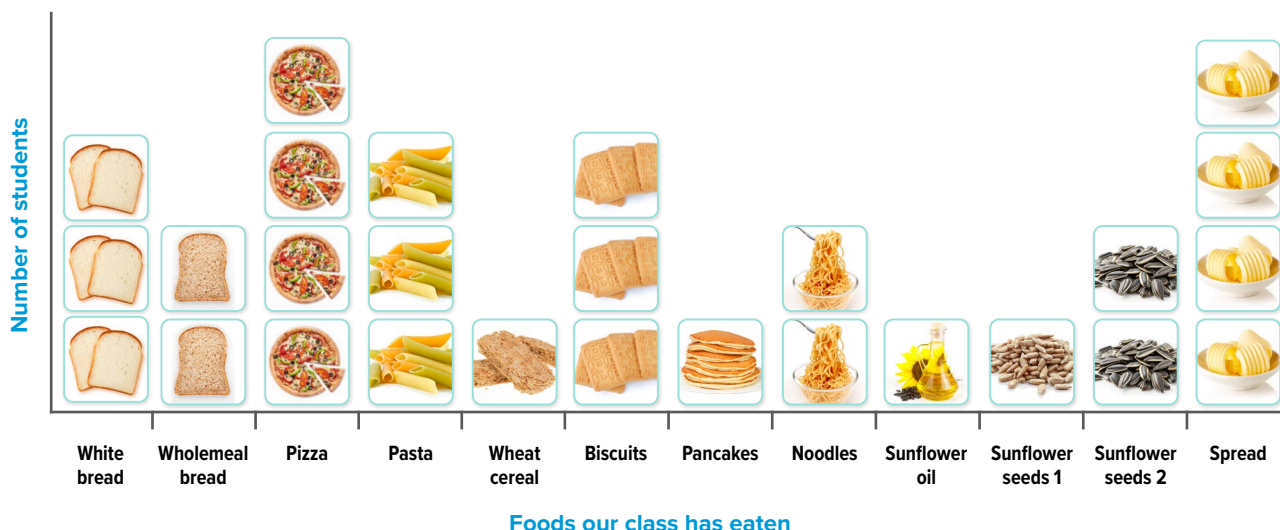 Number of students
White
bread
Wholemeal
bread
Pizza
Pasta
Wheat
cereal
Biscuits
Pancakes
Noodles
Sunflower
oil
Sunflower
seeds 1
Sunflower
seeds 2
Spread
Foods our class has eaten